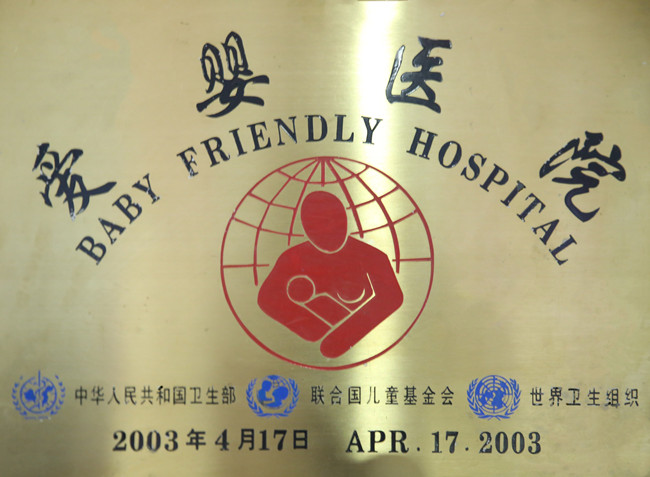 爱婴医院
BABY FRIENDLY HOSPITAL
中华人民共和国卫生部 联合国儿童基金会 世界卫生组织
2003年4月17日 APR.17.2003